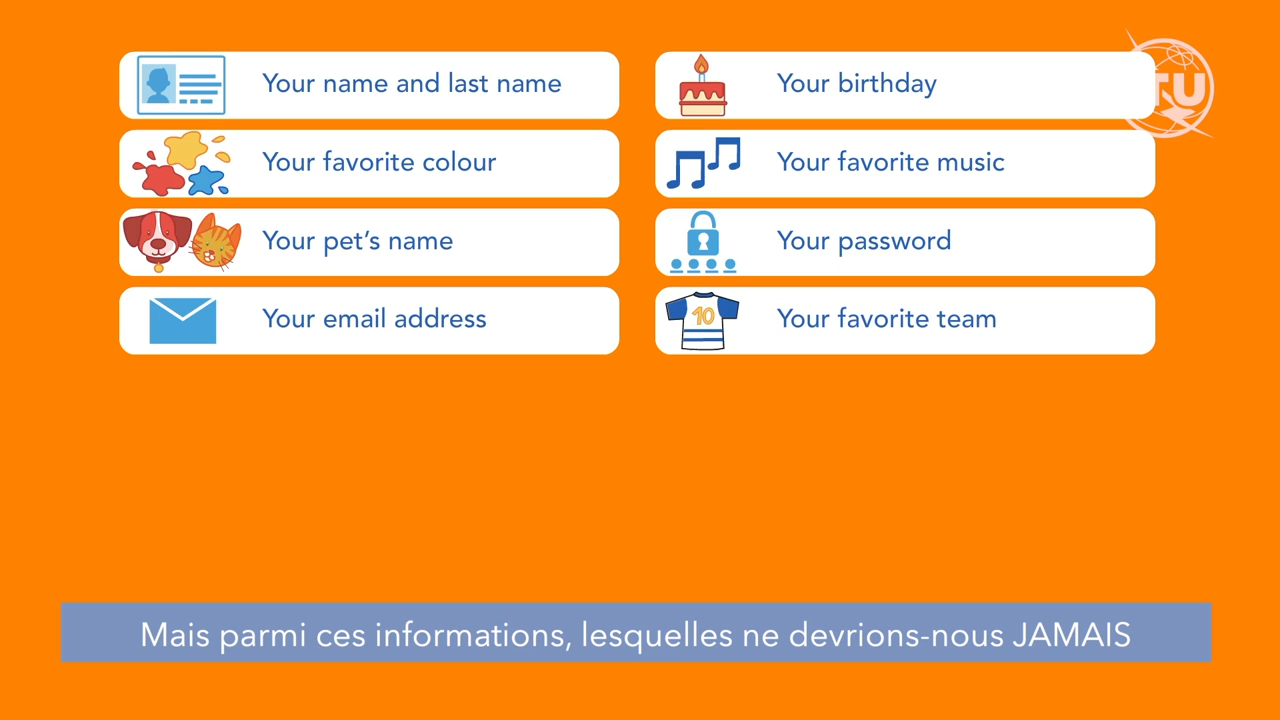 Your name and last name
Your birthday
Your favorite colour
Your favorite music
Your pet’s name
Your password
Your email address
10
Your favorite team
Mais parmi ces informations, lesquelles ne devrions-nous JAMAIS